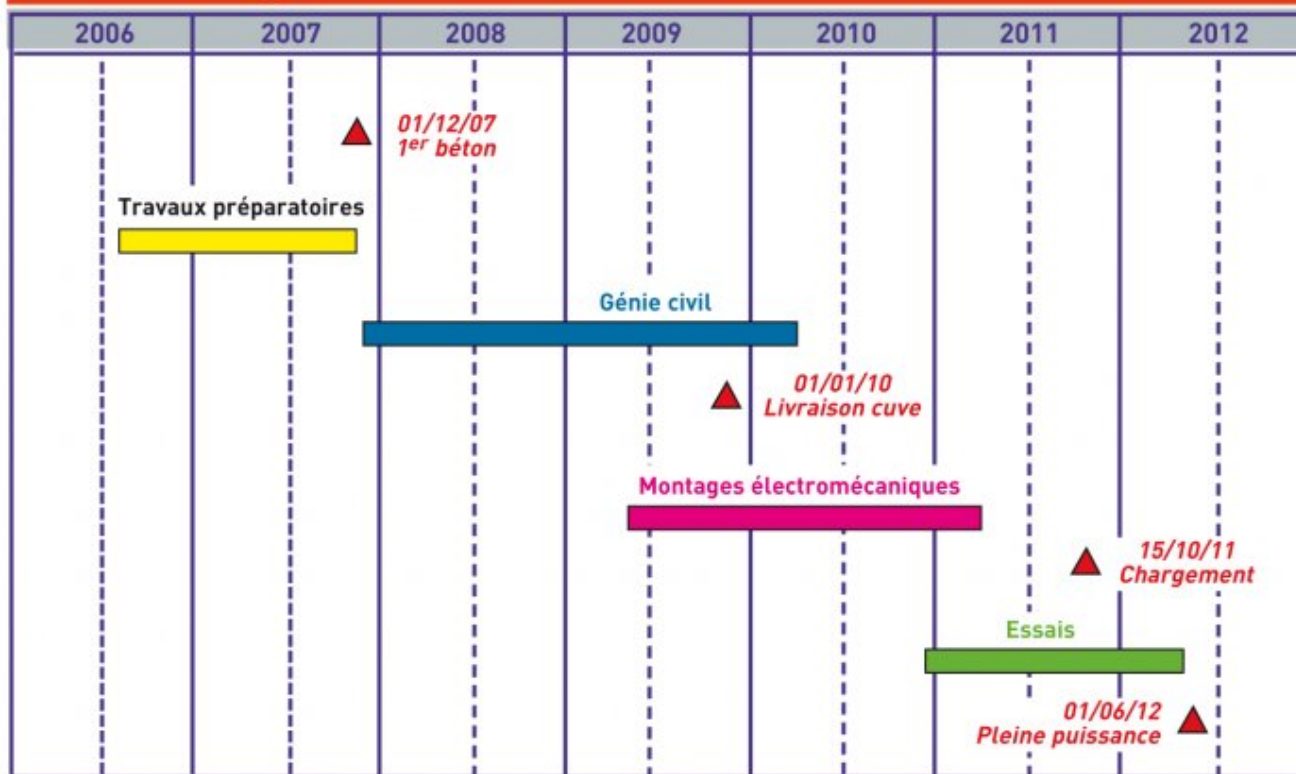 2006 2007 2008 2009 2010 2011 2012
01/12/07
1er béton
Travaux préparatoires
Génie civil
01/01/10
Livraison cuve
Montages électromécaniques
15/10/11
Chargement
Essais
01/06/12
Pleine puissance